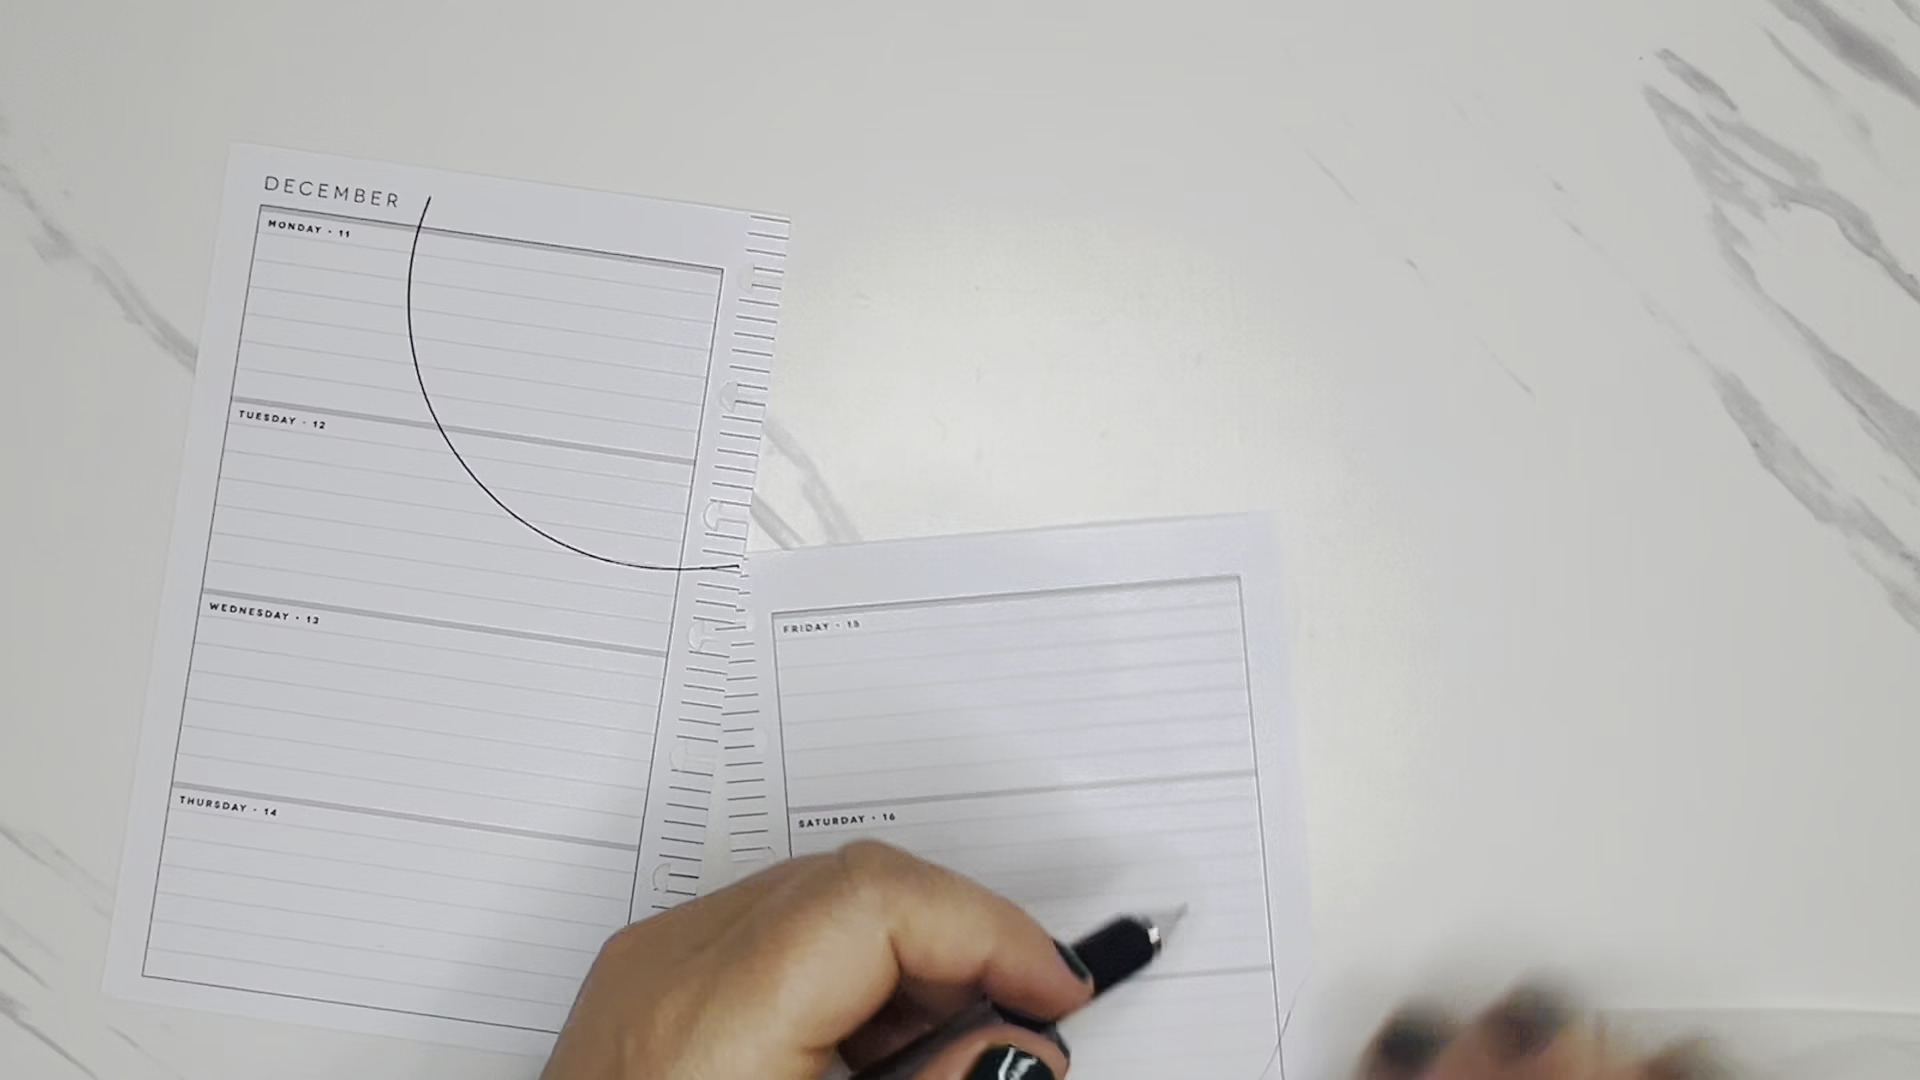 DECEMBER
MONDAY • 11
TUESDAY • 12
WEDNESDAY • 13
THURSDAY • 14
FRIDAY • 15
SATURDAY • 16